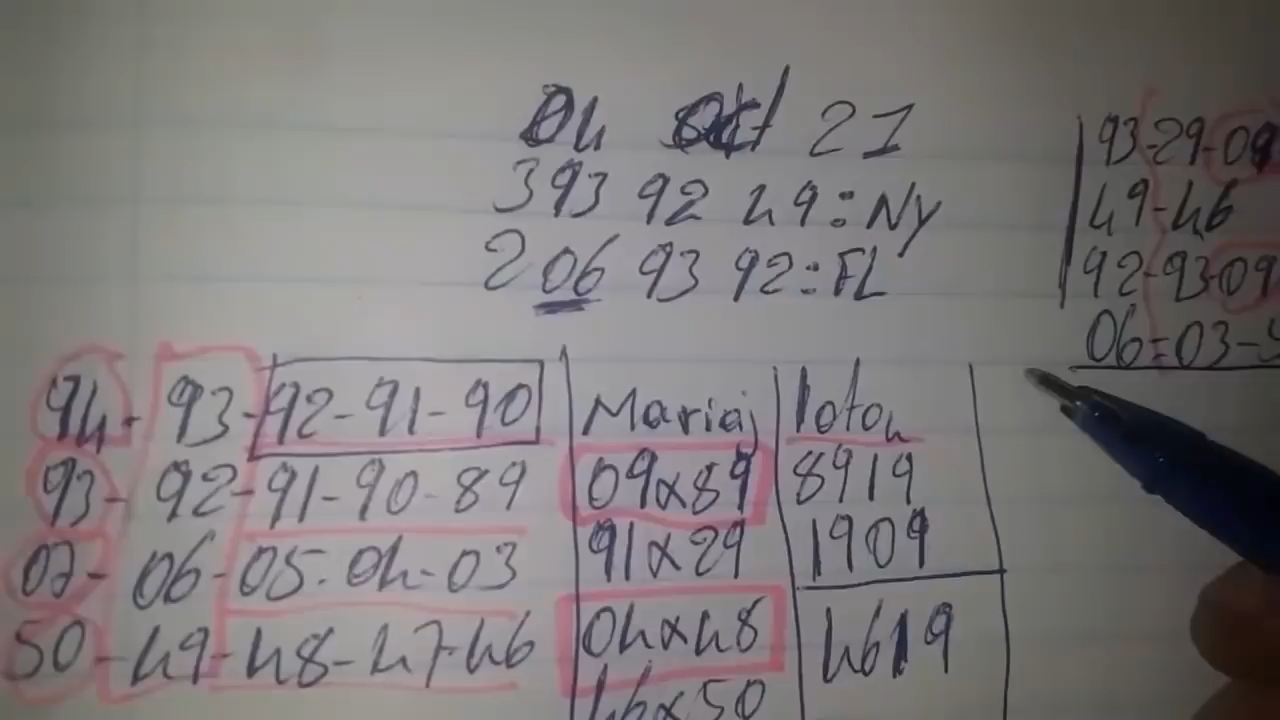 04 Oct 21
393 92 49:NY
206 93 92:FL
93-29-09
49-46
92-93-09
06=03-
94-93-92-91-90
93-92-91-90-89
07-06-05-04-03
50-49-48-47-46
Mariaj
09x89
91x29
04x48
46x50
loto4
8919
1909
4619